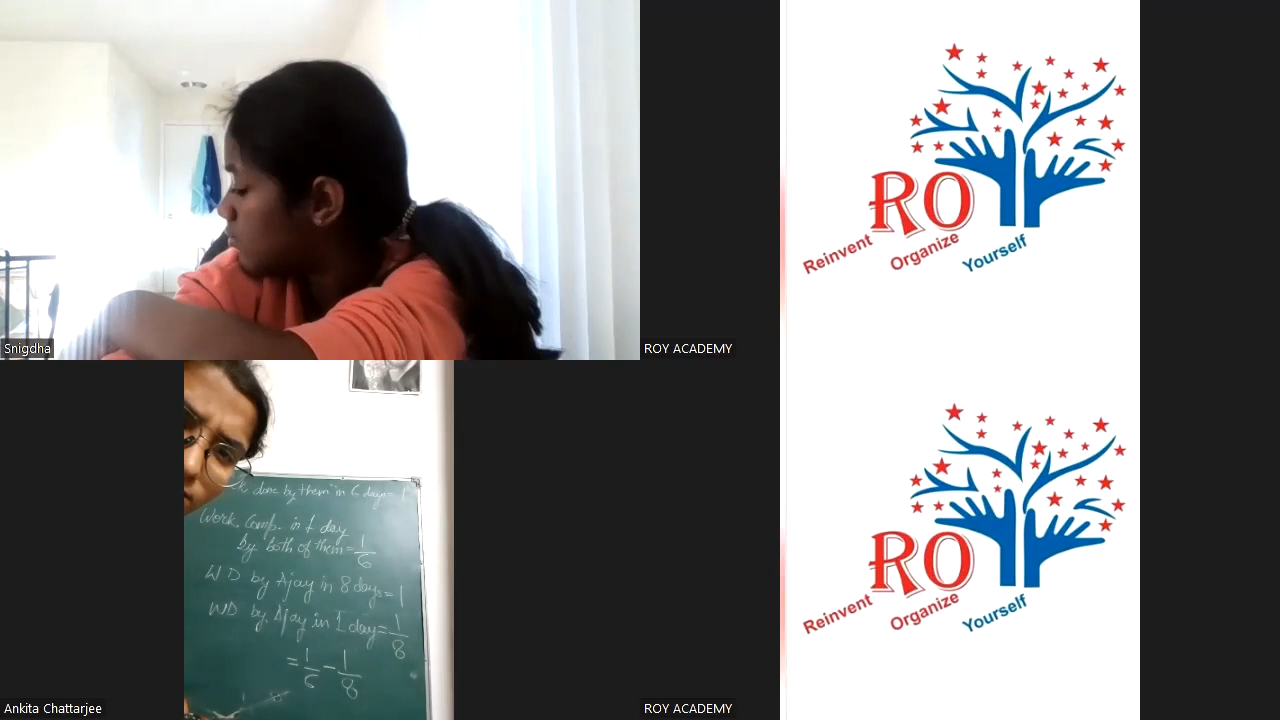 Snigdha
RO
Reinvent Organize Yourself
ROY ACADEMY
done by them in 6 days = 1
Work. Comp. in 1 day
by both of them = 1/6
WD by Ajay in 8 days = 1
WD by Ajay in 1 day = 1/8
= 1/6 - 1/8
Ankita Chattarjee
RO
Reinvent Organize Yourself
ROY ACADEMY